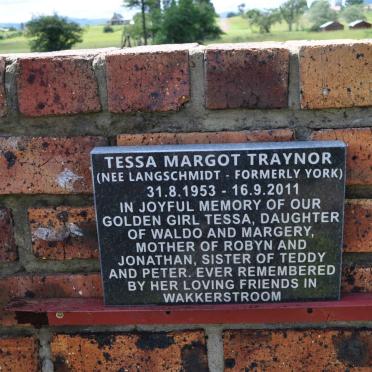 TESSA MARGOT TRAYNOR
(NEE LANGSCHMIDT - FORMERLY YORK)
31.8.1953 - 16.9.2011
IN JOYFUL MEMORY OF OUR
GOLDEN GIRL TESSA, DAUGHTER
OF WALDO AND MARGERY,
MOTHER OF ROBYN AND
JONATHAN, SISTER OF TEDDY
AND PETER. EVER REMEMBERED
BY HER LOVING FRIENDS IN
WAKKERSTROOM